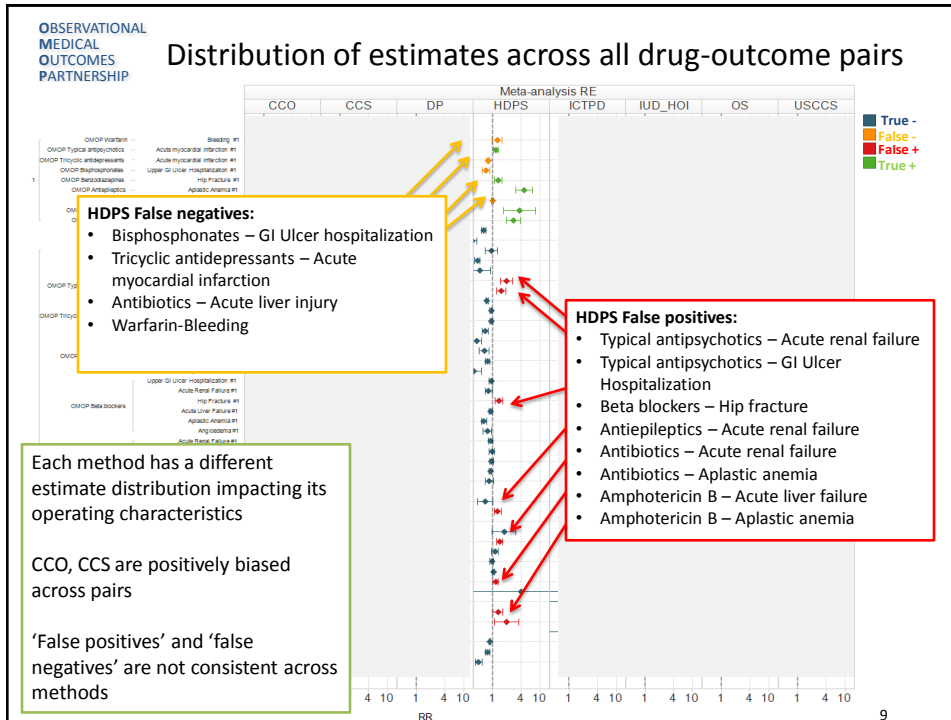 OBSERVATIONAL
MEDICAL
OUTCOMES
PARTNERSHIP
Distribution of estimates across all drug-outcome pairs
Meta-analysis RE
CCO CCS DP HDPS ICTPD IUD_HOI OS USCCS
True -
False -
False +
True +
OMOP Warfarin Bleeding #1
OMOP Typical antipsychotics Acute myocardial Infarction #1
OMOP Tricyclic antidepressants Acute myocardial Infarction #1
OMOP Bisphosphonates Upper GI Ulcer Hospitalization #1
1 OMOP Benzodiazepines Hip Fracture #1
OMOP Antiepileptics Aplastic Anemia #1
HDPS False negatives:
• Bisphosphonates – GI Ulcer hospitalization
• Tricyclic antidepressants – Acute
myocardial infarction
• Antibiotics – Acute liver injury
• Warfarin-Bleeding
OMOP Typ
OMOP Tricyc
OMOP
HDPS False positives:
• Typical antipsychotics – Acute renal failure
• Typical antipsychotics – GI Ulcer
Hospitalization
• Beta blockers – Hip fracture
• Antiepileptics – Acute renal failure
• Antibiotics – Acute renal failure
• Antibiotics – Aplastic anemia
• Amphotericin B – Acute liver failure
• Amphotericin B – Aplastic anemia
Upper GI Ulcer Hospitalization #1
Acute Renal Failure #1
OMOP Beta blockers Hip Fracture #1
Acute Liver Failure #1
Aplastic Anemia #1
Angioedema #1
Acute Renal Failure #1
Each method has a different
estimate distribution impacting its
operating characteristics
CCO, CCS are positively biased
across pairs
‘False positives’ and ‘false
negatives’ are not consistent across
methods
4 10 1 4 10 1 4 10 1 4 10 1 4 10 1 4 10 1 4 10
RR
9